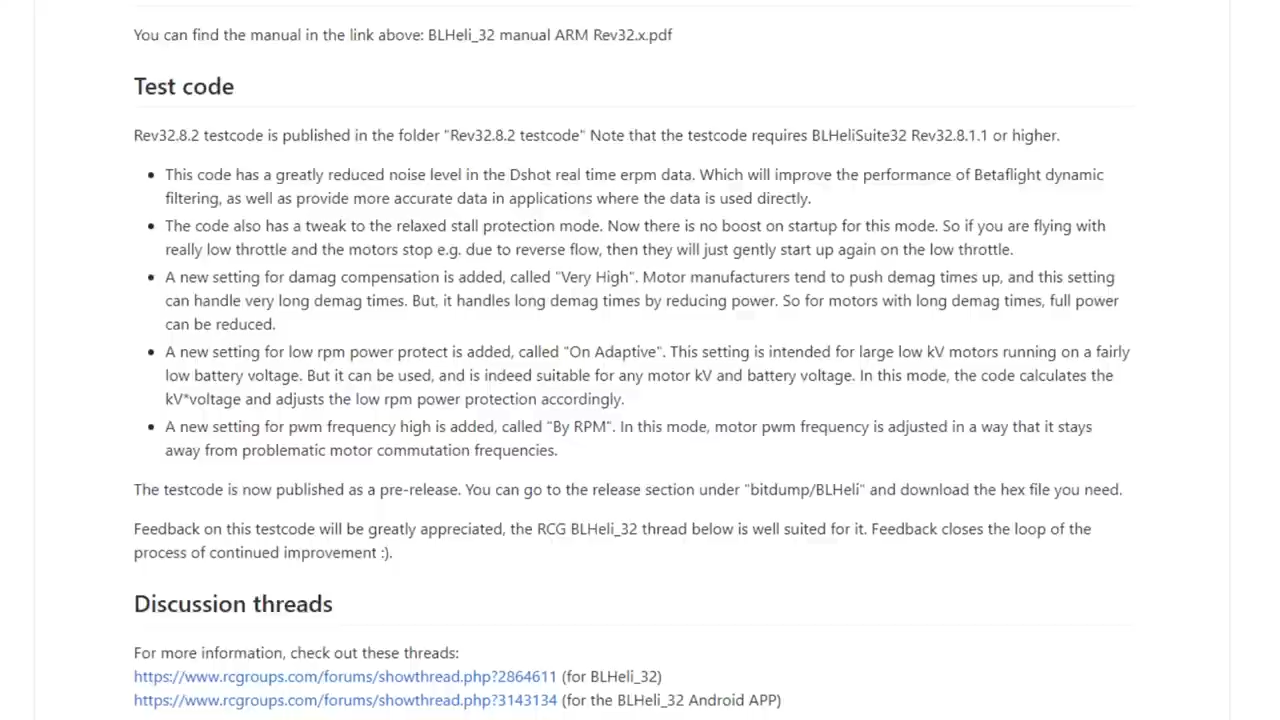 You can find the manual in the link above: BLHeli_32 manual ARM Rev32.x.pdf
Test code
Rev32.8.2 testcode is published in the folder "Rev32.8.2 testcode" Note that the testcode requires BLHeliSuite32 Rev32.8.1.1 or higher.
• This code has a greatly reduced noise level in the Dshot real time erpm data. Which will improve the performance of Betaflight dynamic
filtering, as well as provide more accurate data in applications where the data is used directly.
• The code also has a tweak to the relaxed stall protection mode. Now there is no boost on startup for this mode. So if you are flying with
really low throttle and the motors stop e.g. due to reverse flow, then they will just gently start up again on the low throttle.
• A new setting for damag compensation is added, called "Very High". Motor manufacturers tend to push demag times up, and this setting
can handle very long demag times. But, it handles long demag times by reducing power. So for motors with long demag times, full power
can be reduced.
• A new setting for low rpm power protect is added, called "On Adaptive". This setting is intended for large low kV motors running on a fairly
low battery voltage. But it can be used, and is indeed suitable for any motor kV and battery voltage. In this mode, the code calculates the
kV*voltage and adjusts the low rpm power protection accordingly.
• A new setting for pwm frequency high is added, called "By RPM". In this mode, motor pwm frequency is adjusted in a way that it stays
away from problematic motor commutation frequencies.
The testcode is now published as a pre-release. You can go to the release section under "bitdump/BLHeli" and download the hex file you need.
Feedback on this testcode will be greatly appreciated, the RCG BLHeli_32 thread below is well suited for it. Feedback closes the loop of the
process of continued improvement :).
Discussion threads
For more information, check out these threads:
https://www.rcgroups.com/forums/showthread.php?2864611 (for BLHeli_32)
https://www.rcgroups.com/forums/showthread.php?3143134 (for the BLHeli_32 Android APP)